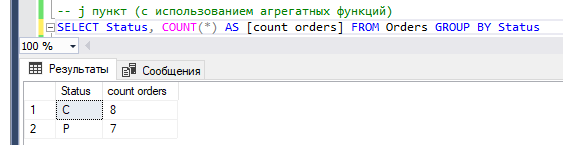 -- j пункт (с использованием агрегатных функций)
SELECT Status, COUNT(*) AS [count orders] FROM Orders GROUP BY Status
100 %
Результаты Сообщения
Status count orders
1 C 8
2 P 7